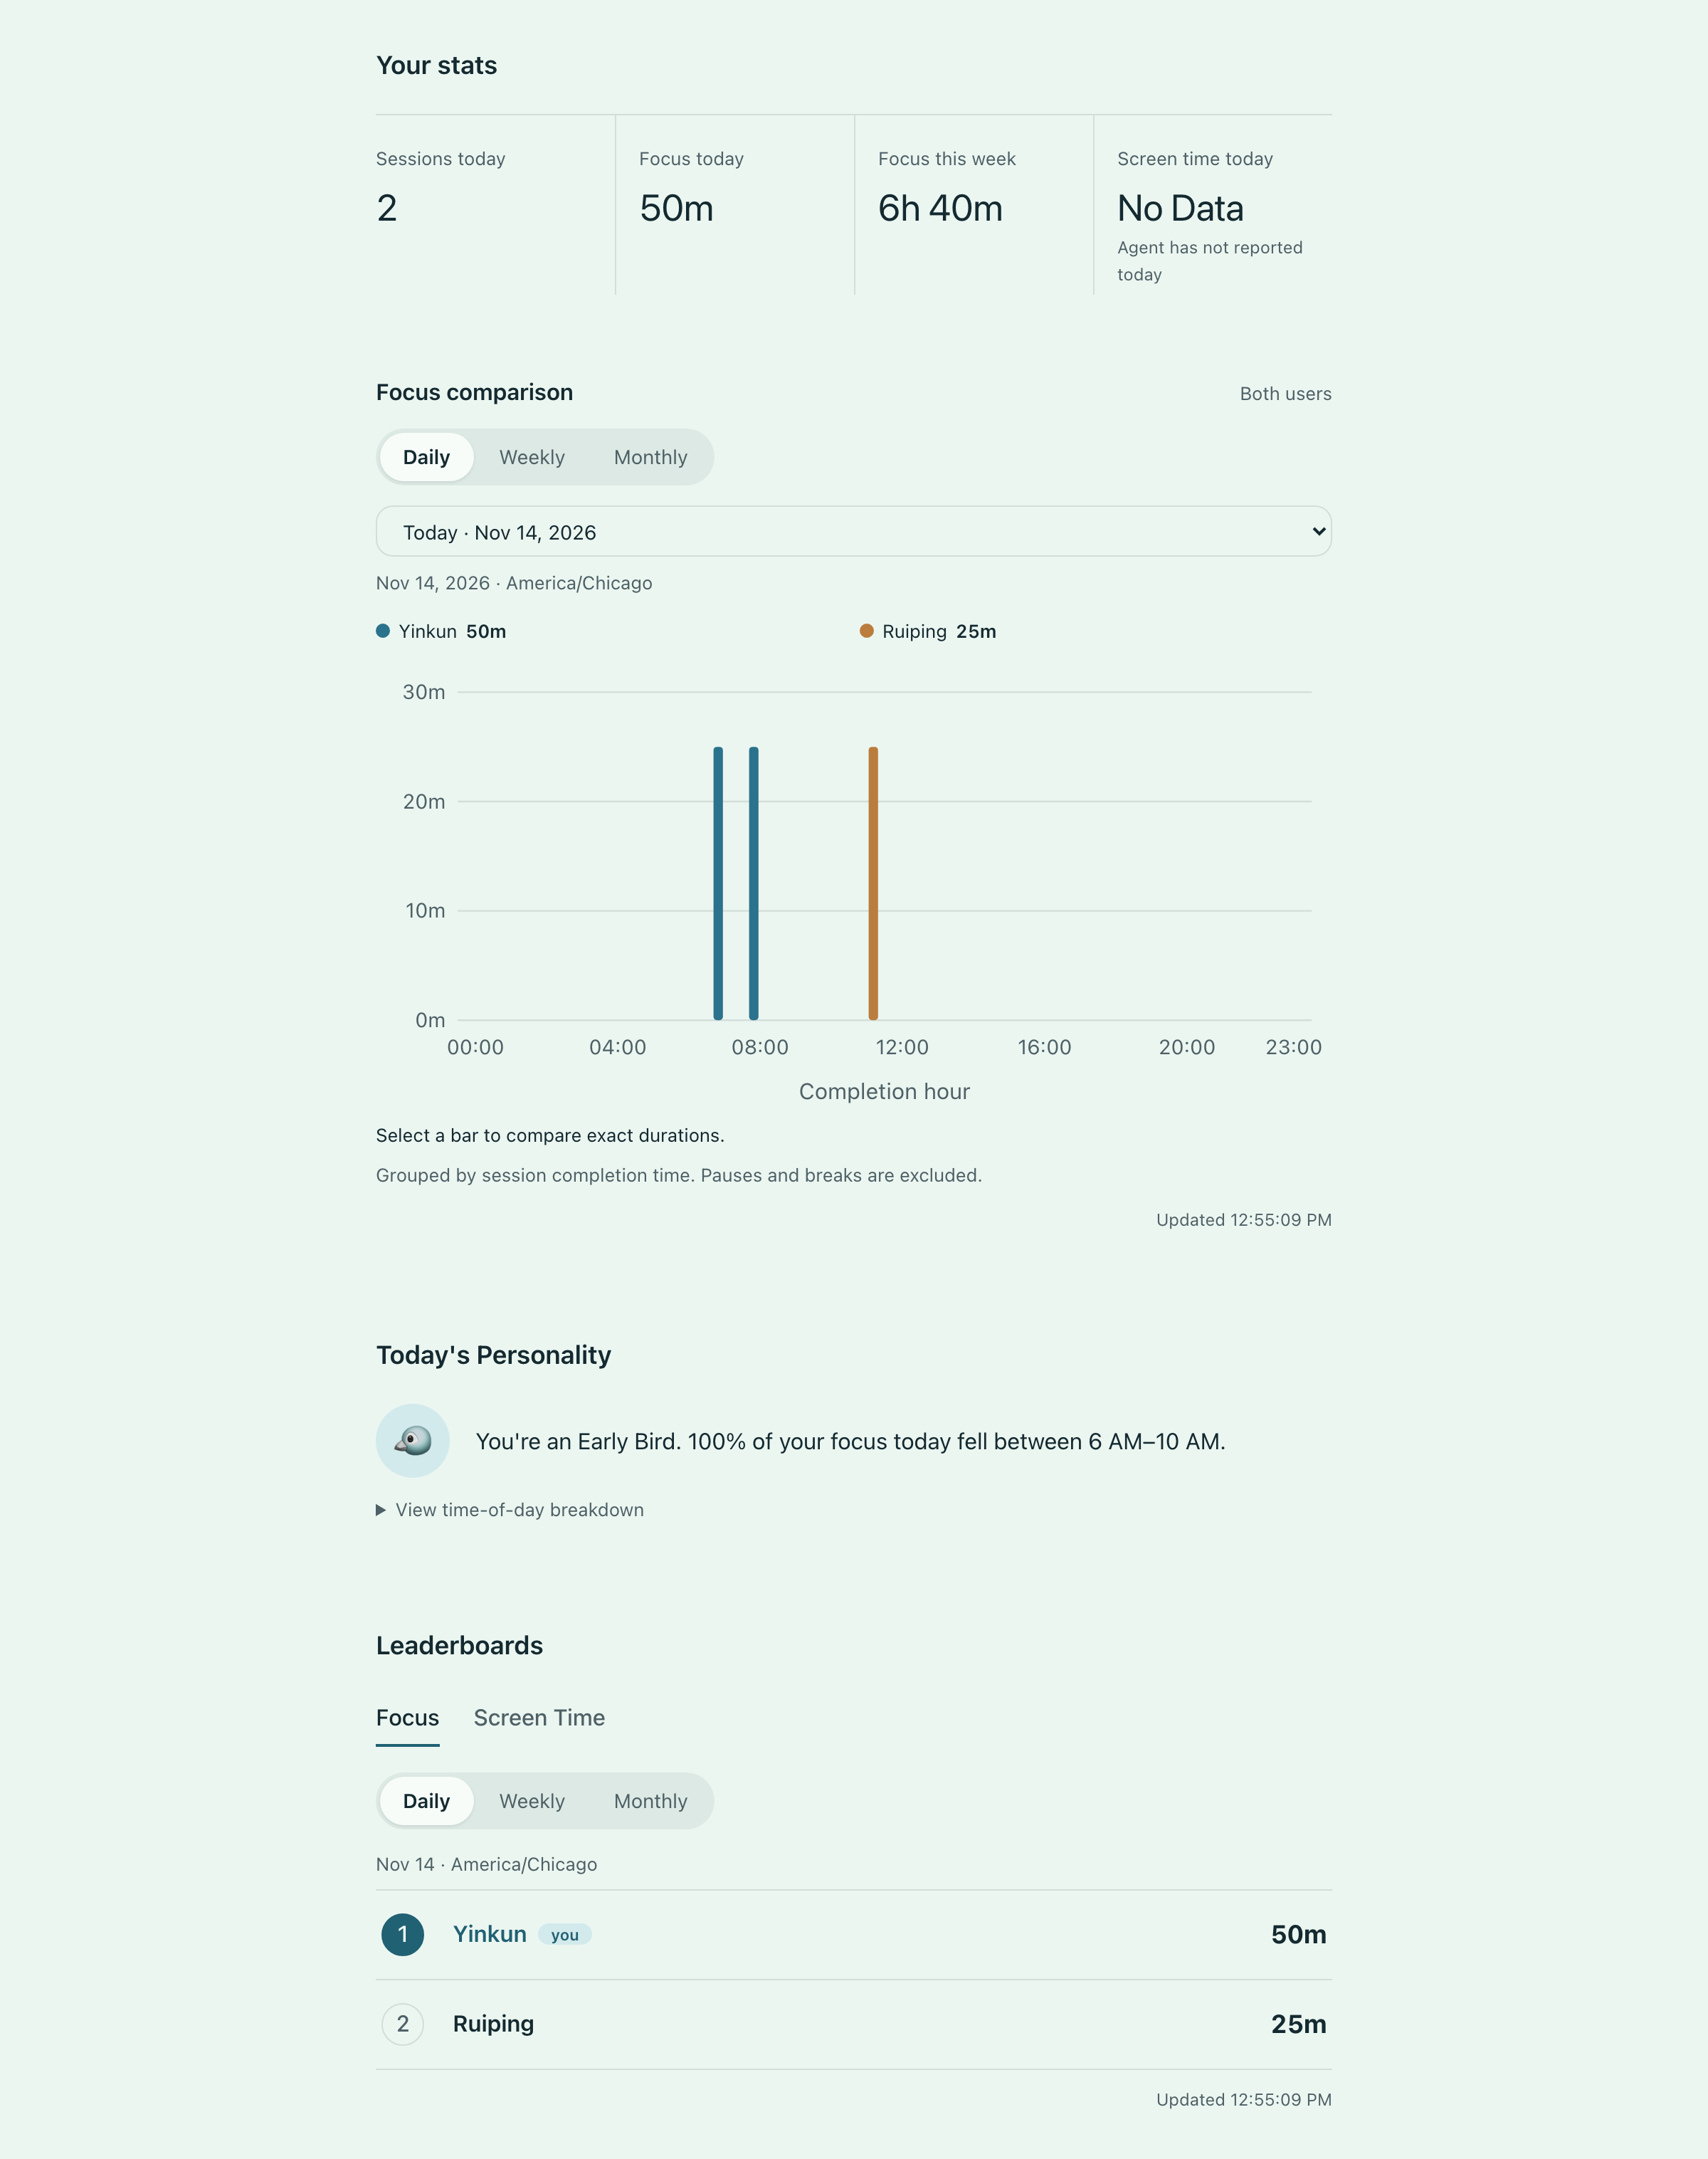 Your stats
Sessions today
2
Focus today
50m
Focus this week
6h 40m
Screen time today
No Data
Agent has not reported
today
Focus comparison
Both users
Daily Weekly Monthly
Today · Nov 14, 2026
Nov 14, 2026 · America/Chicago
Yinkun 50m
Ruiping 25m
30m
20m
10m
0m
00:00 04:00 08:00 12:00 16:00 20:00 23:00
Completion hour
Select a bar to compare exact durations.
Grouped by session completion time. Pauses and breaks are excluded.
Updated 12:55:09 PM
Today's Personality
You're an Early Bird. 100% of your focus today fell between 6 AM–10 AM.
View time-of-day breakdown
Leaderboards
Focus Screen Time
Daily Weekly Monthly
Nov 14 · America/Chicago
1 Yinkun you 50m
2 Ruiping 25m
Updated 12:55:09 PM